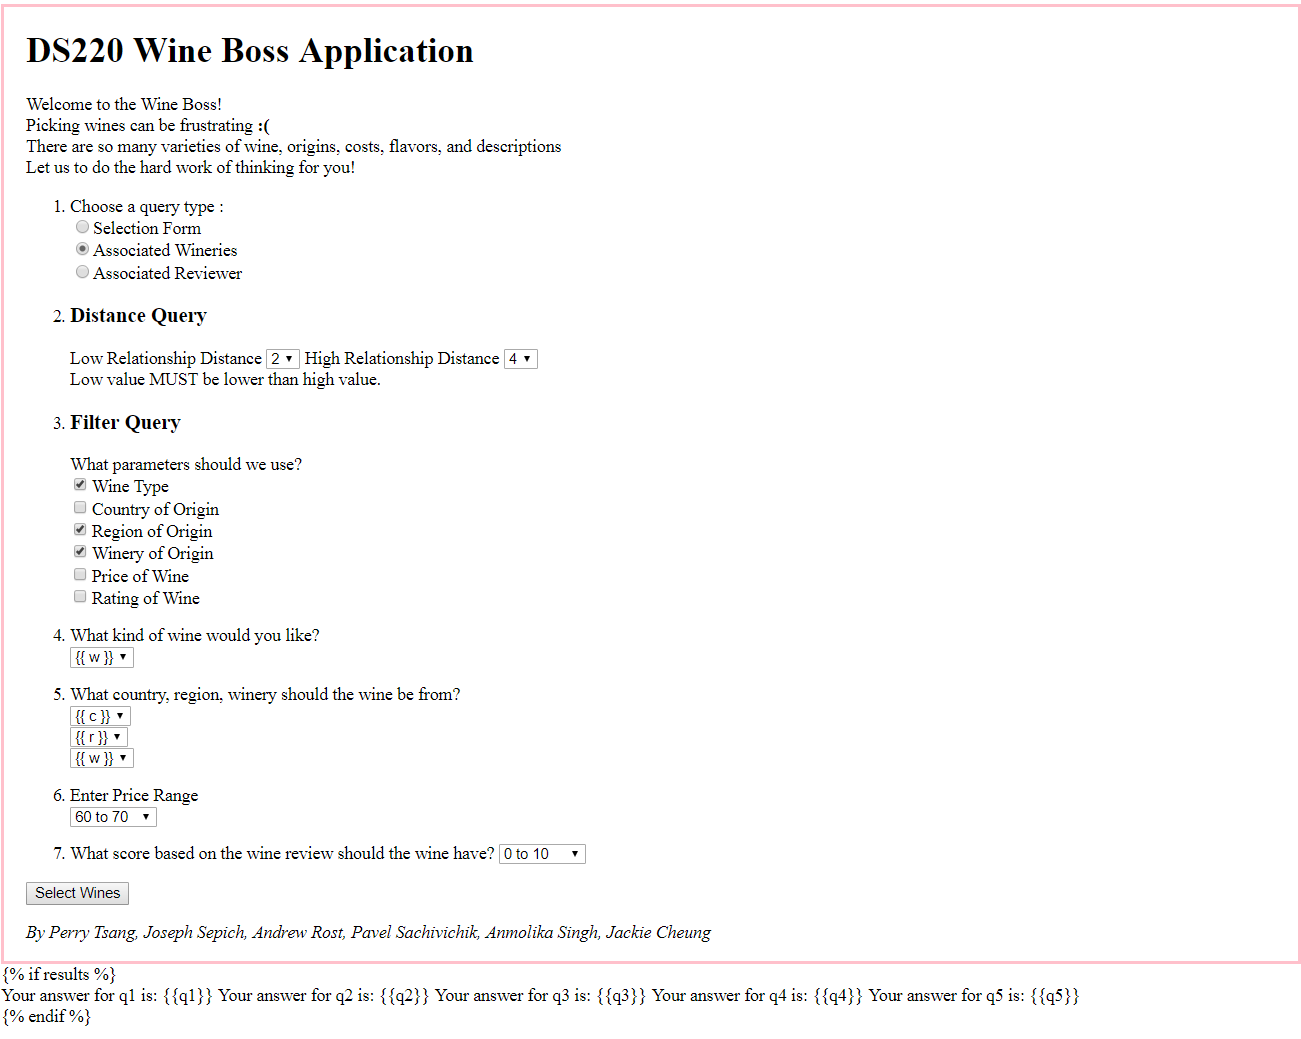 DS220 Wine Boss Application
Welcome to the Wine Boss!
Picking wines can be frustrating :(
There are so many varieties of wine, origins, costs, flavors, and descriptions
Let us to do the hard work of thinking for you!
1. Choose a query type :
Selection Form
Associated Wineries
Associated Reviewer
2. Distance Query
Low Relationship Distance 2 High Relationship Distance 4
Low value MUST be lower than high value.
3. Filter Query
What parameters should we use?
Wine Type
Country of Origin
Region of Origin
Winery of Origin
Price of Wine
Rating of Wine
4. What kind of wine would you like?
{{ w }}
5. What country, region, winery should the wine be from?
{{ c }}
{{ r }}
{{ w }}
6. Enter Price Range
60 to 70
7. What score based on the wine review should the wine have? 0 to 10
Select Wines
By Perry Tsang, Joseph Sepich, Andrew Rost, Pavel Sachivichik, Anmolika Singh, Jackie Cheung
{% if results %}
Your answer for q1 is: {{q1}} Your answer for q2 is: {{q2}} Your answer for q3 is: {{q3}} Your answer for q4 is: {{q4}} Your answer for q5 is: {{q5}}
{% endif %}